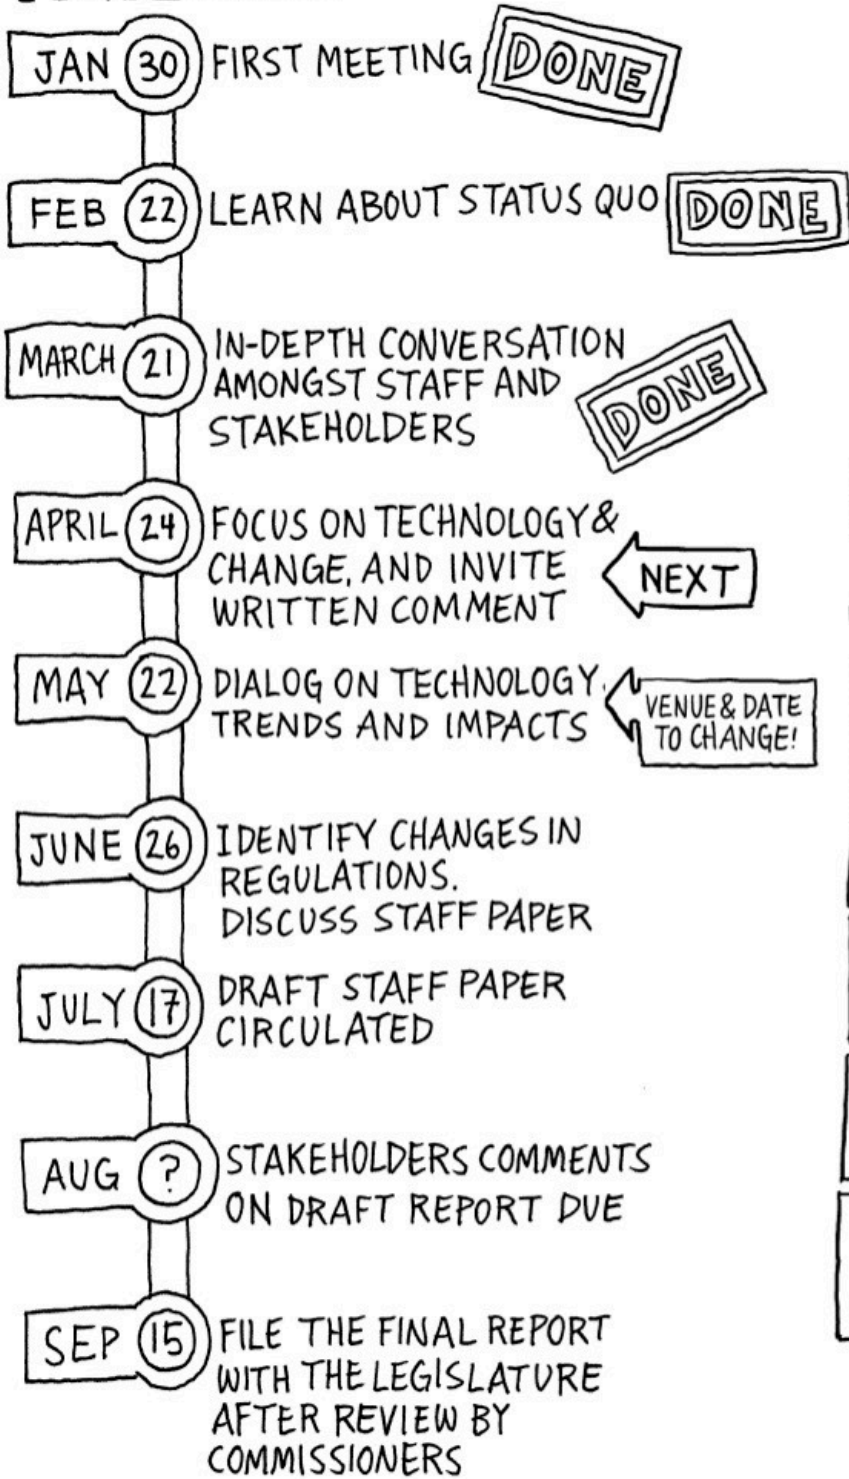 JAN 30 FIRST MEETING DONE
FEB 22 LEARN ABOUT STATUS QUO DONE
MARCH 21 IN-DEPTH CONVERSATION
AMONGST STAFF AND
STAKEHOLDERS
DONE
APRIL 24 FOCUS ON TECHNOLOGY &
CHANGE, AND INVITE
WRITTEN COMMENT
NEXT
MAY 22 DIALOG ON TECHNOLOGY,
TRENDS AND IMPACTS
VENUE & DATE
TO CHANGE!
JUNE 26 IDENTIFY CHANGES IN
REGULATIONS.
DISCUSS STAFF PAPER
JULY 17 DRAFT STAFF PAPER
CIRCULATED
AUG ? STAKEHOLDERS COMMENTS
ON DRAFT REPORT DUE
SEP 15 FILE THE FINAL REPORT
WITH THE LEGISLATURE
AFTER REVIEW BY
COMMISSIONERS